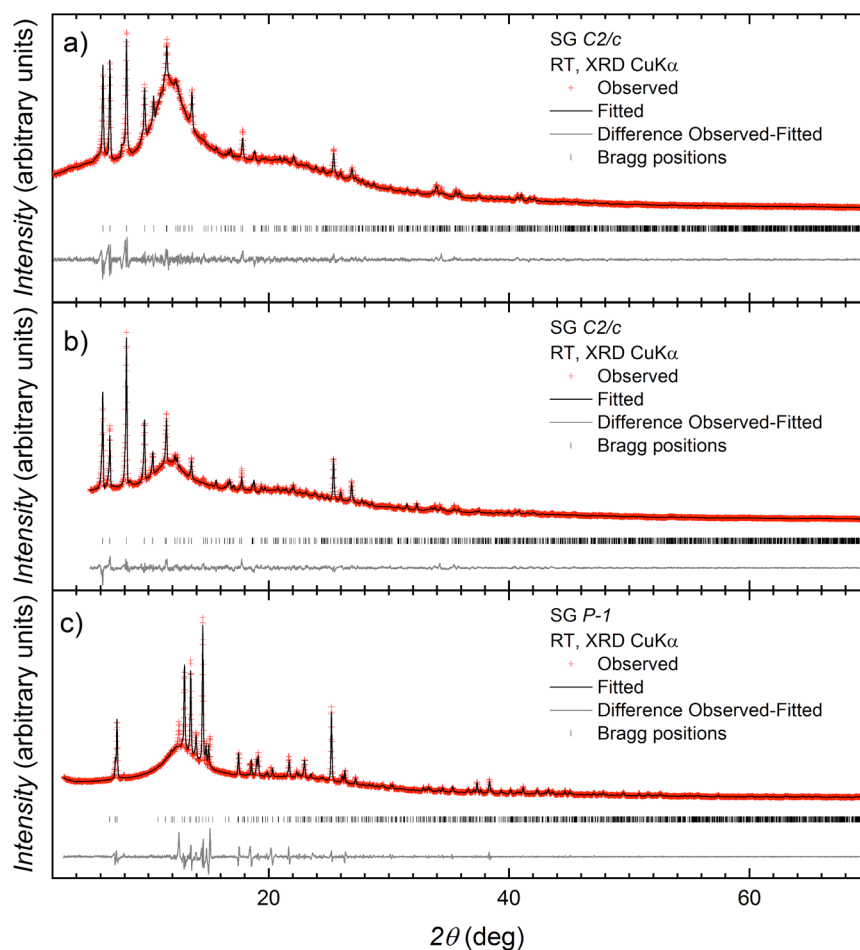 a)
SG C2/c
RT, XRD CuKα
Observed
Fitted
Difference Observed-Fitted
Bragg positions
Intensity (arbitrary units)
b)
SG C2/c
RT, XRD CuKα
Observed
Fitted
Difference Observed-Fitted
Bragg positions
Intensity (arbitrary units)
c)
SG P-1
RT, XRD CuKα
Observed
Fitted
Difference Observed-Fitted
Bragg positions
Intensity (arbitrary units)
20 40 60
2θ (deg)